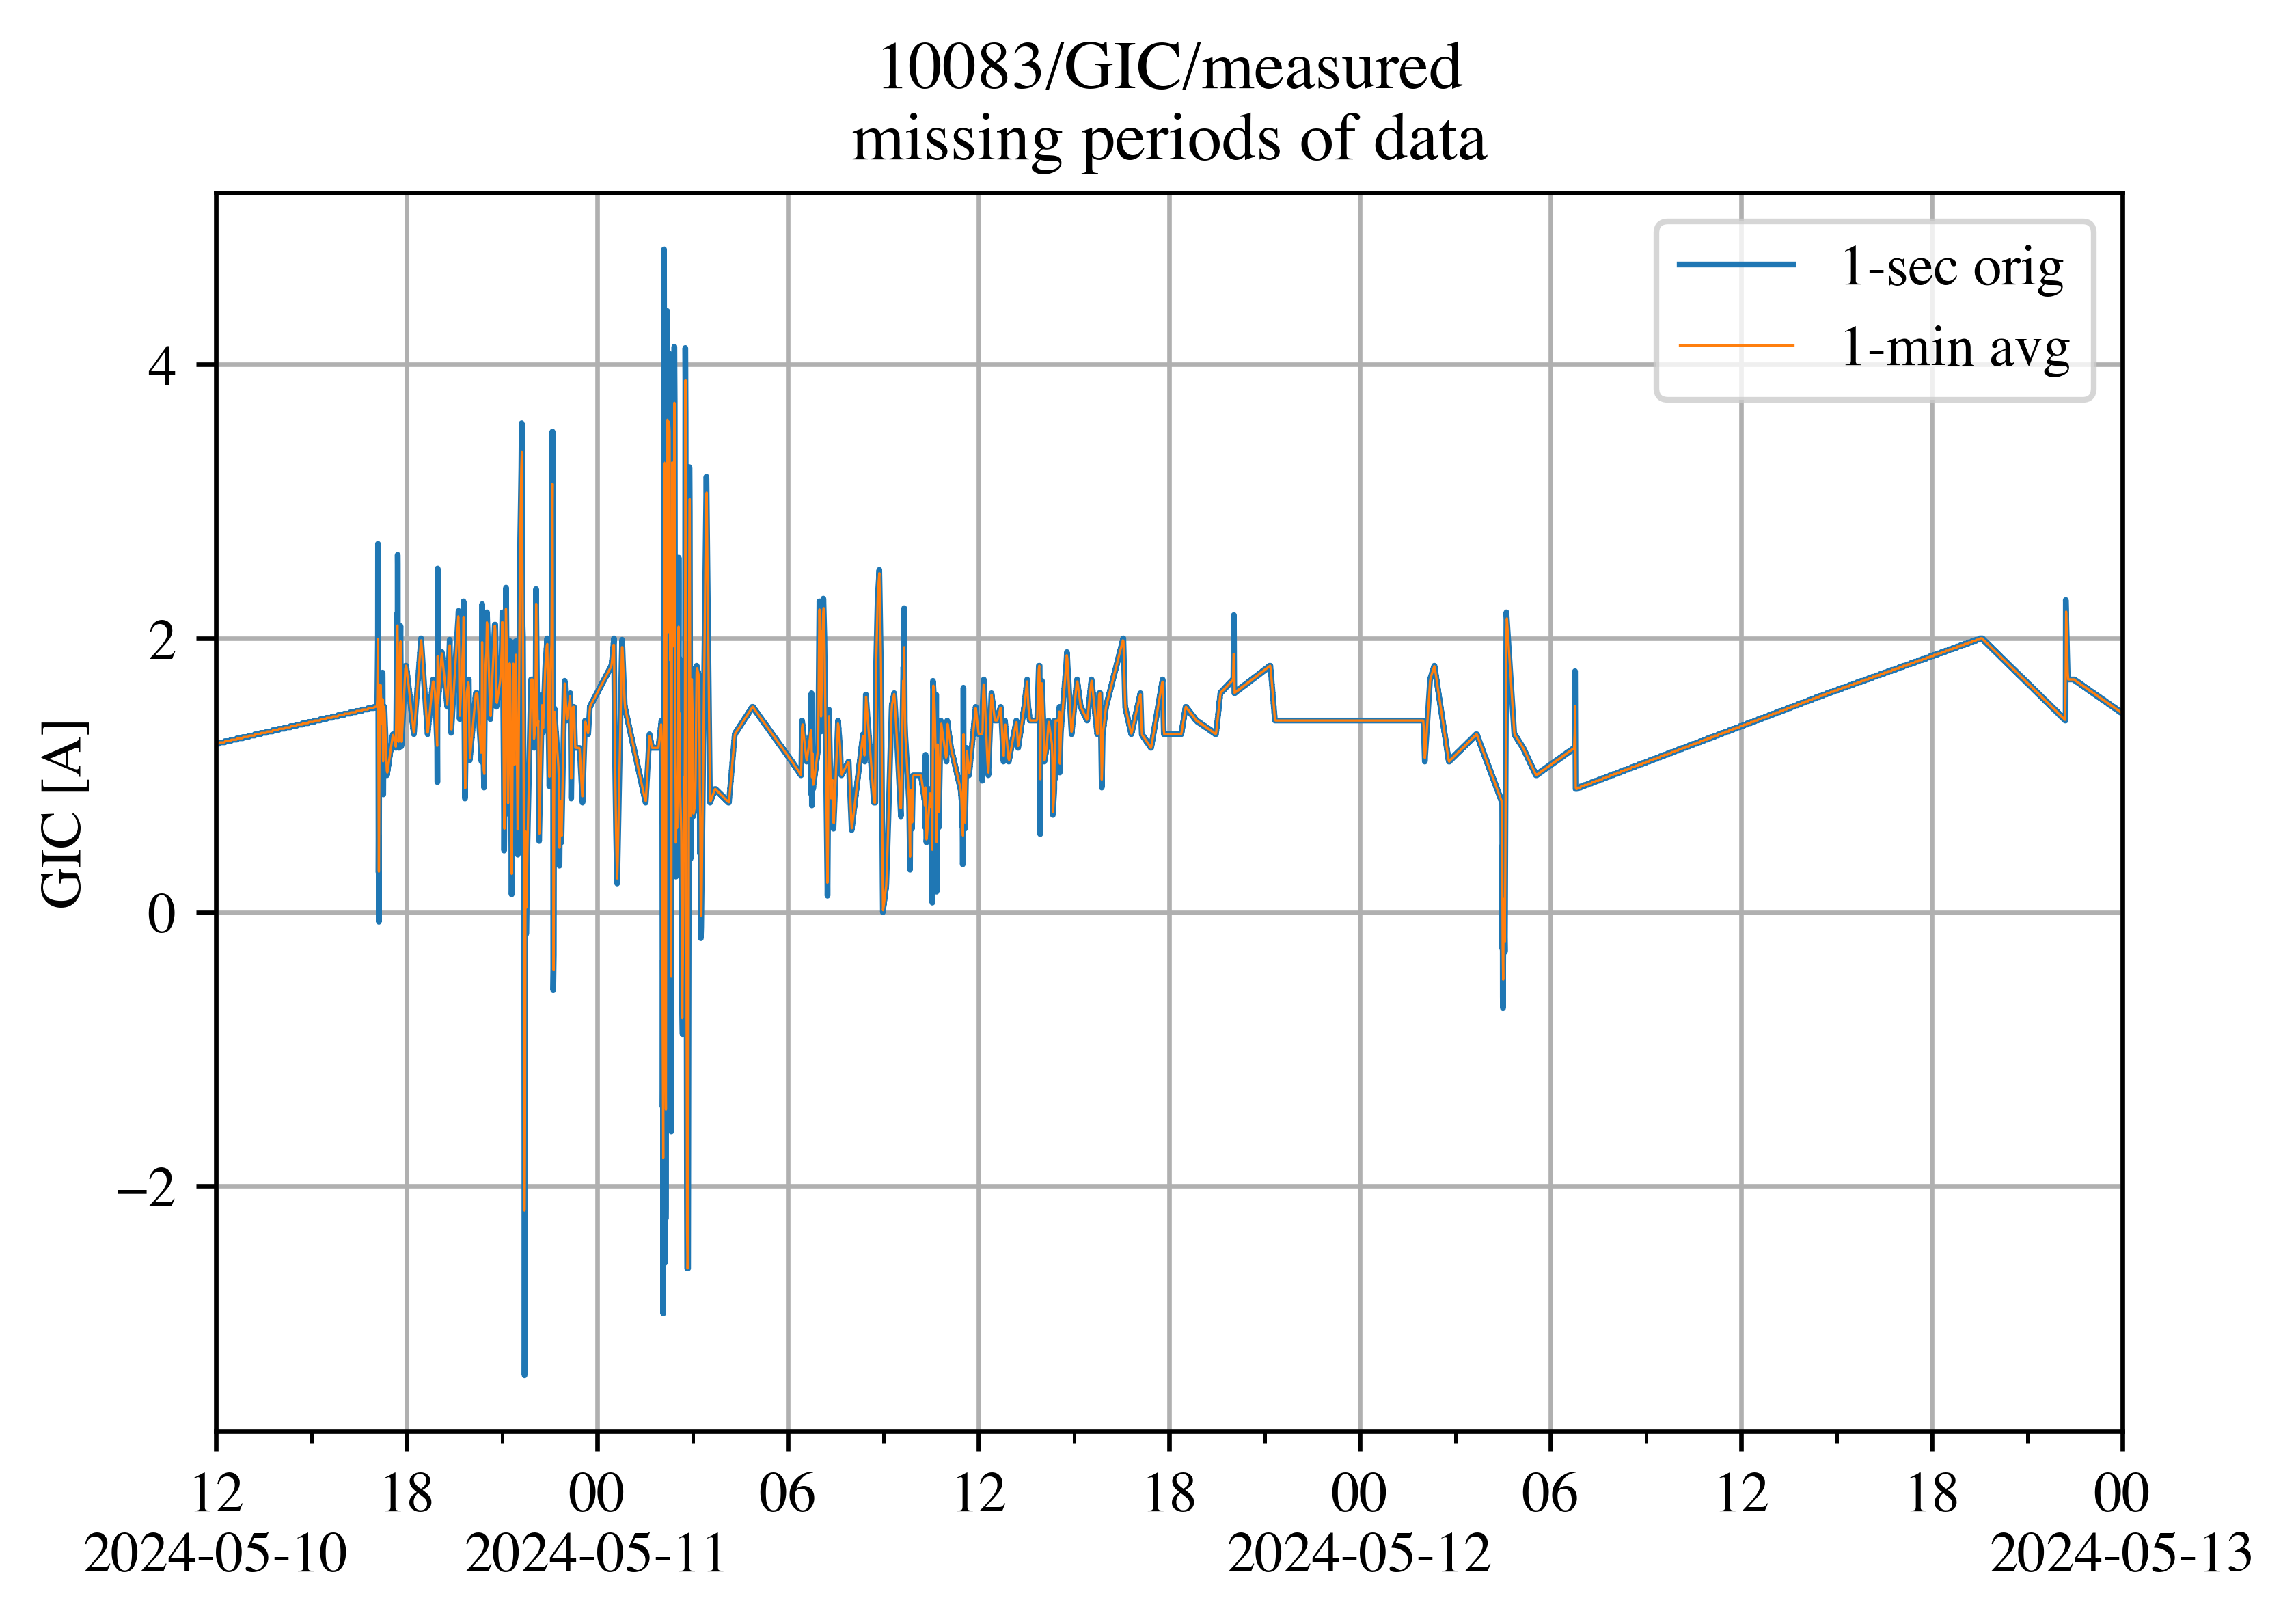 10083/GIC/measured
missing periods of data
1-sec orig
1-min avg
4
2
0
−2
GIC [A]
12 18 00 06 12 18 00 06 12 18 00
2024-05-10 2024-05-11 2024-05-12 2024-05-13